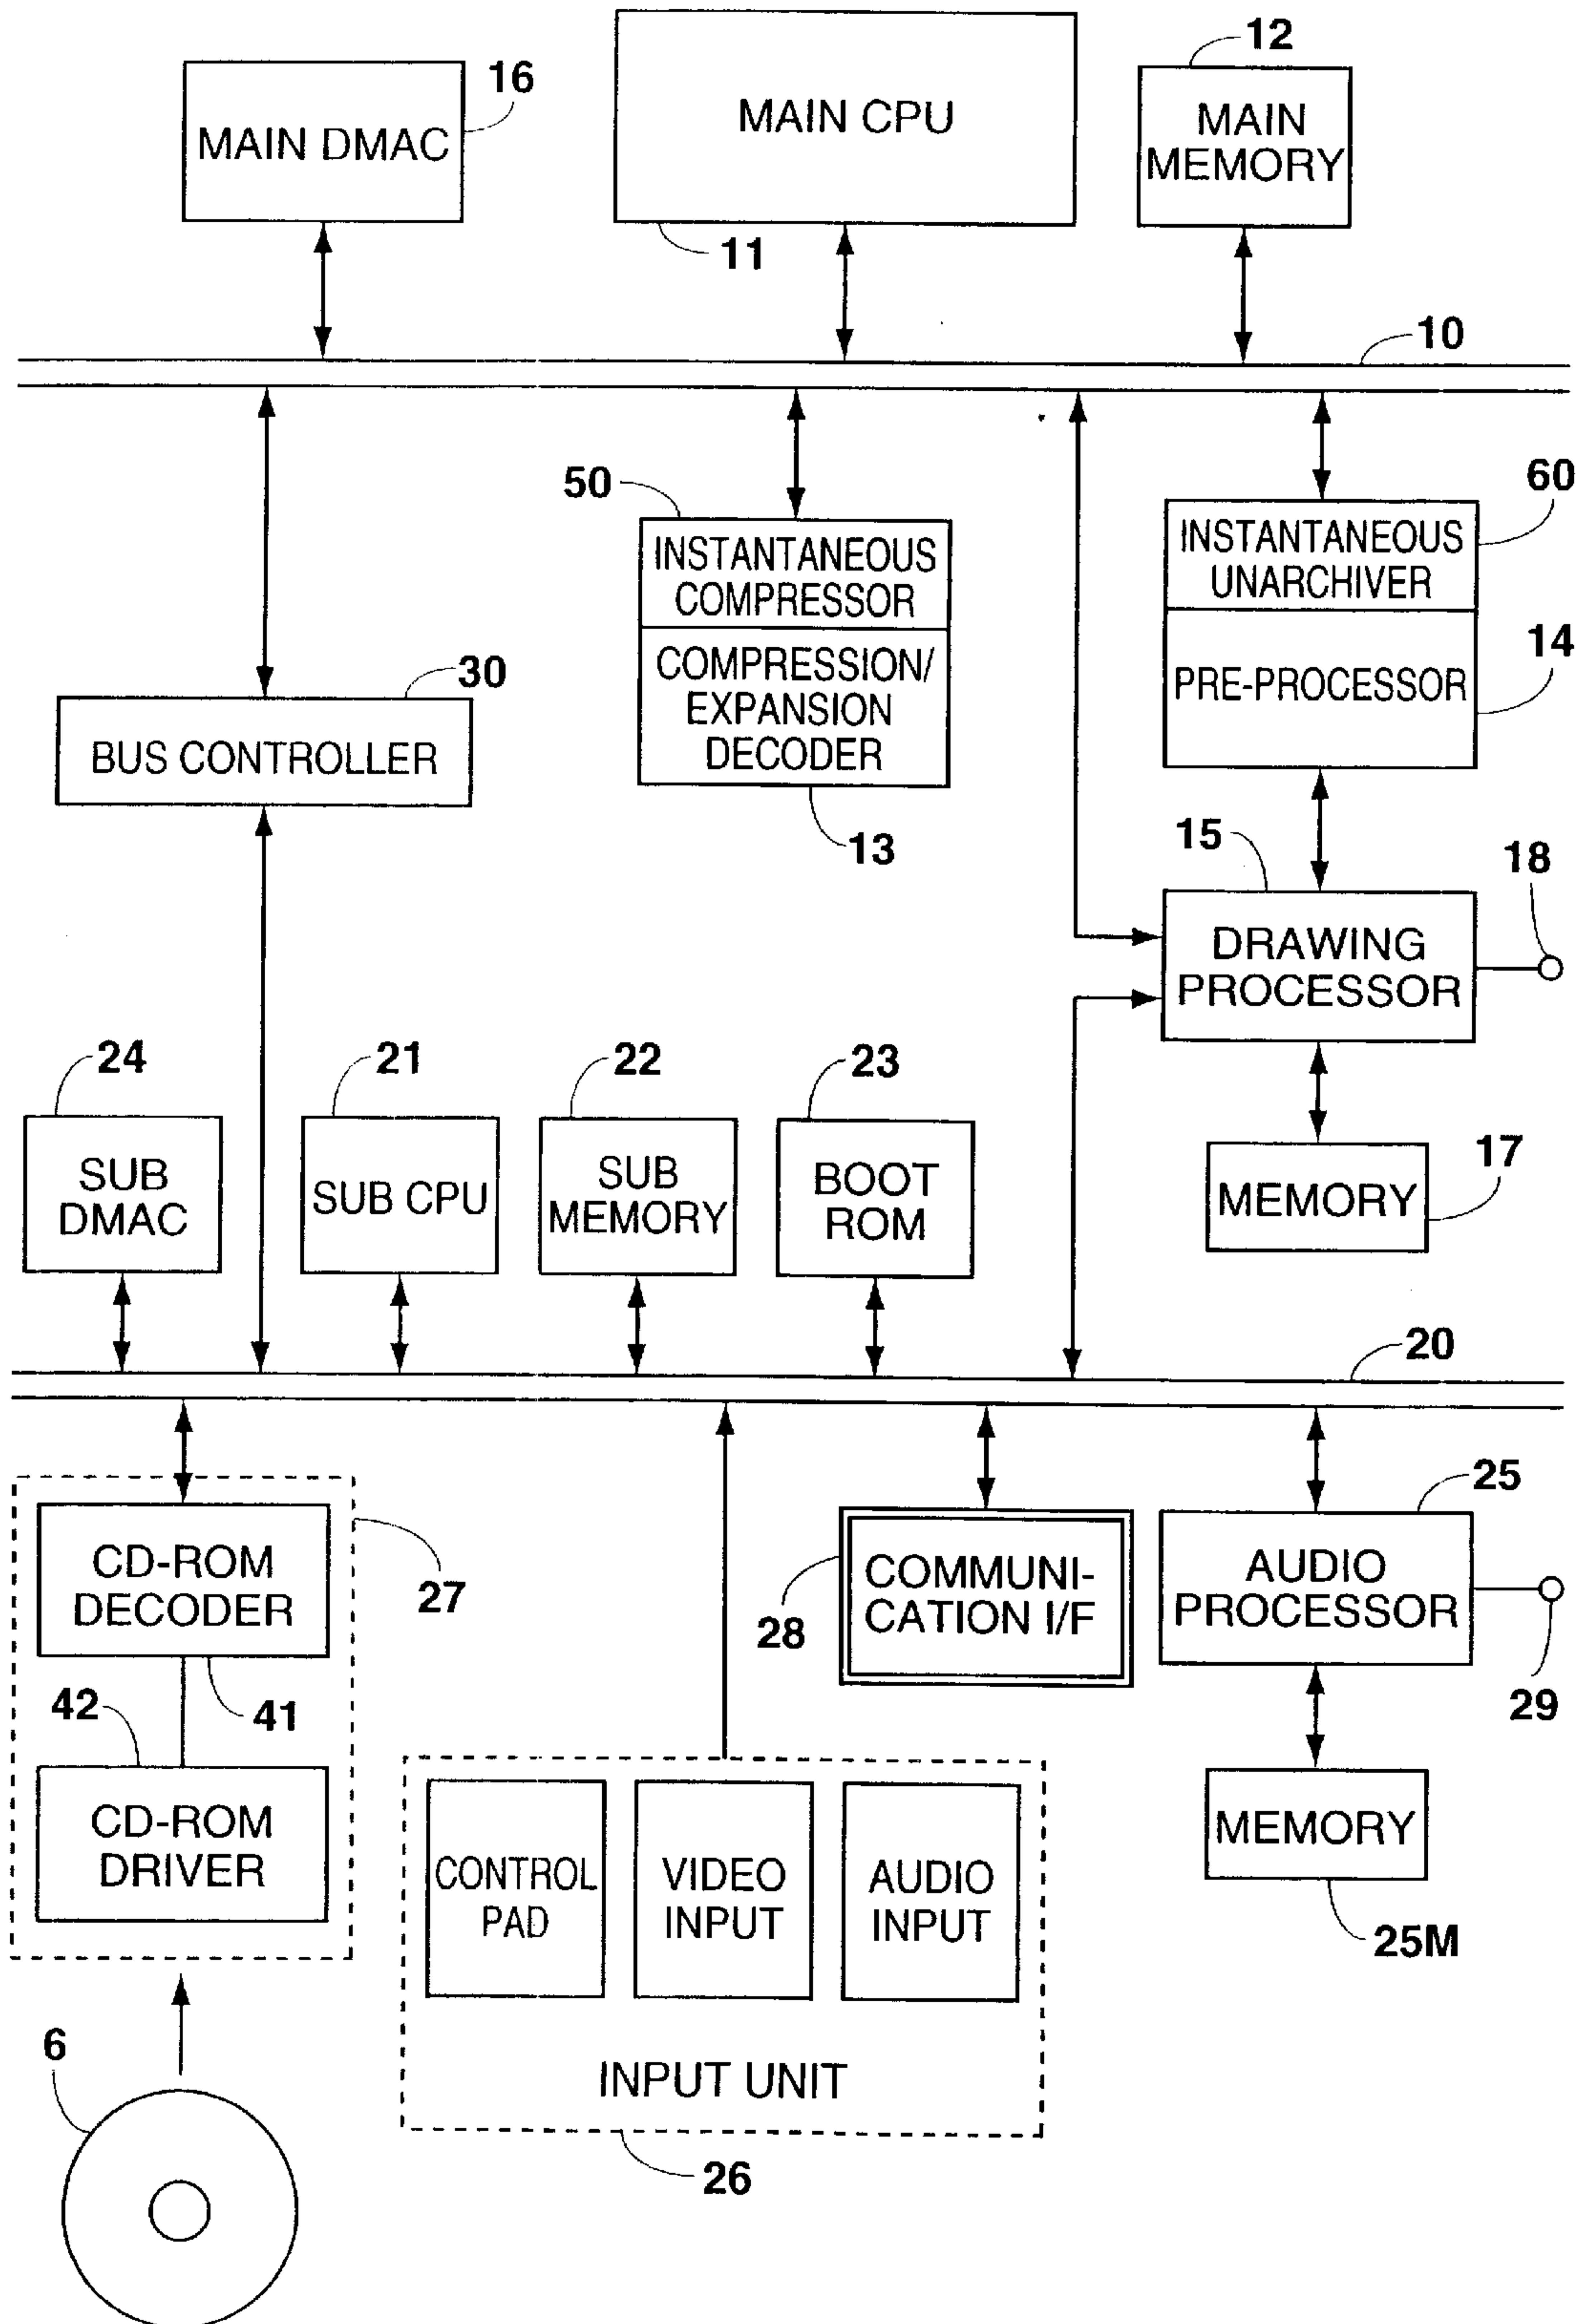 12
16
MAIN DMAC
MAIN CPU
MAIN
MEMORY
11
10
50
60
INSTANTANEOUS
COMPRESSOR
INSTANTANEOUS
UNARCHIVER
COMPRESSION/
EXPANSION
DECODER
14
PRE-PROCESSOR
30
BUS CONTROLLER
13
15
18
DRAWING
PROCESSOR
24
21
22
23
SUB
DMAC
SUB CPU
SUB
MEMORY
BOOT
ROM
17
MEMORY
20
25
CD-ROM
DECODER
27
COMMUNI-
CATION I/F
28
AUDIO
PROCESSOR
29
42
41
CD-ROM
DRIVER
CONTROL
PAD
VIDEO
INPUT
AUDIO
INPUT
MEMORY
25M
6
INPUT UNIT
26